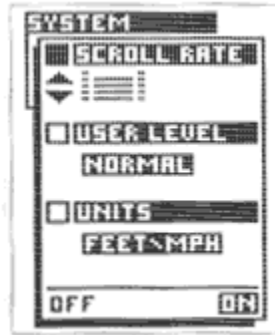 SYSTEM
SCROLL RATE
USER LEVEL
NORMAL
UNITS
FEET\MPH
OFF ON